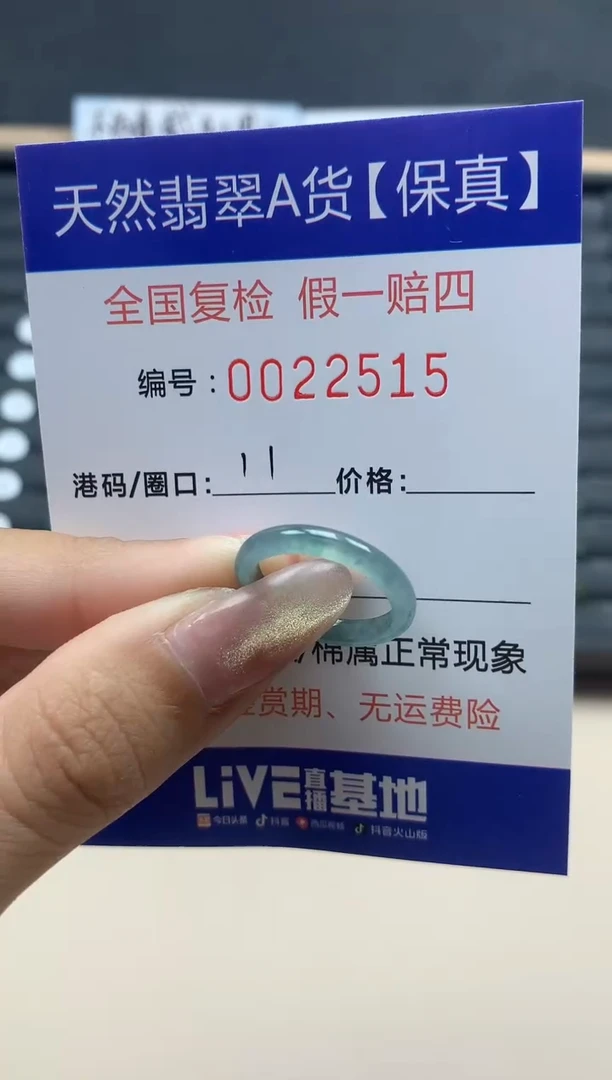 天然翡翠A货【保真】
全国复检 假一赔四
编号：0022515
港码/圈口：11 价格：
棉属正常现象
赏期、无运费险
LiVE直播基地
今日头条 抖音 西瓜视频 抖音火山版